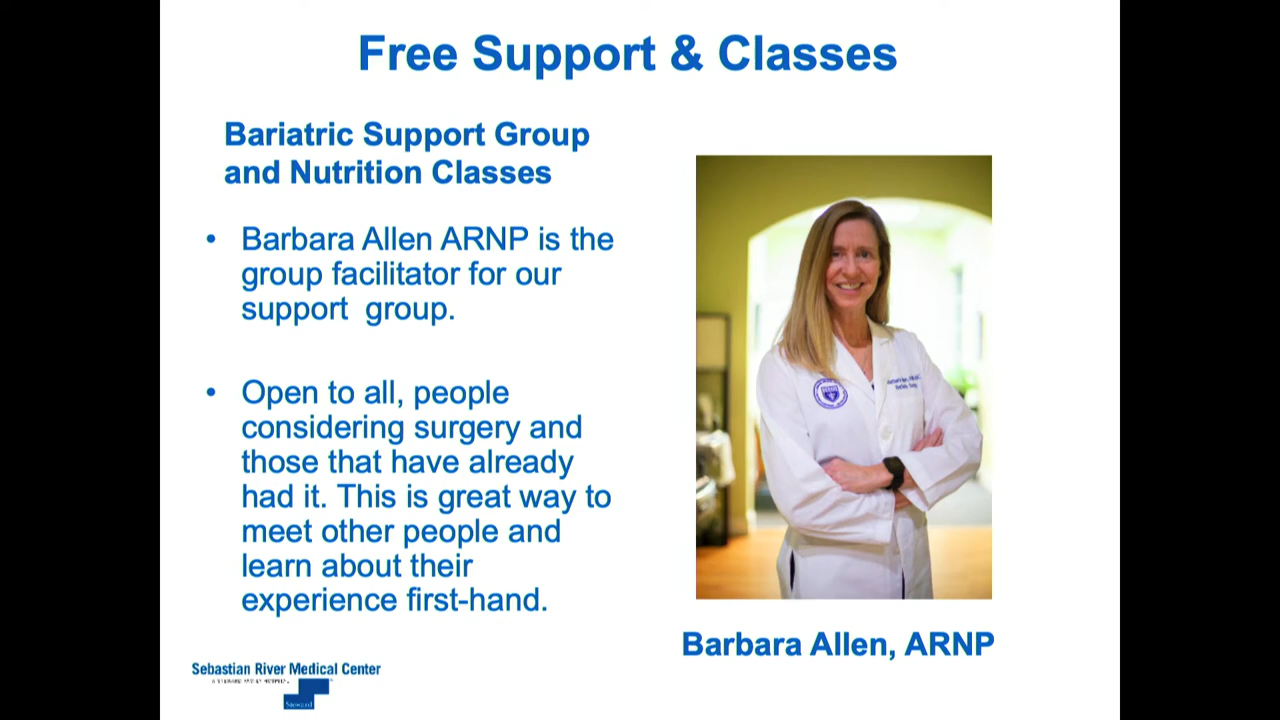 Free Support & Classes
Bariatric Support Group
and Nutrition Classes
• Barbara Allen ARNP is the
group facilitator for our
support group.
• Open to all, people
considering surgery and
those that have already
had it. This is great way to
meet other people and
learn about their
experience first-hand.
Barbara Allen, ARNP
Sebastian River Medical Center
Steward